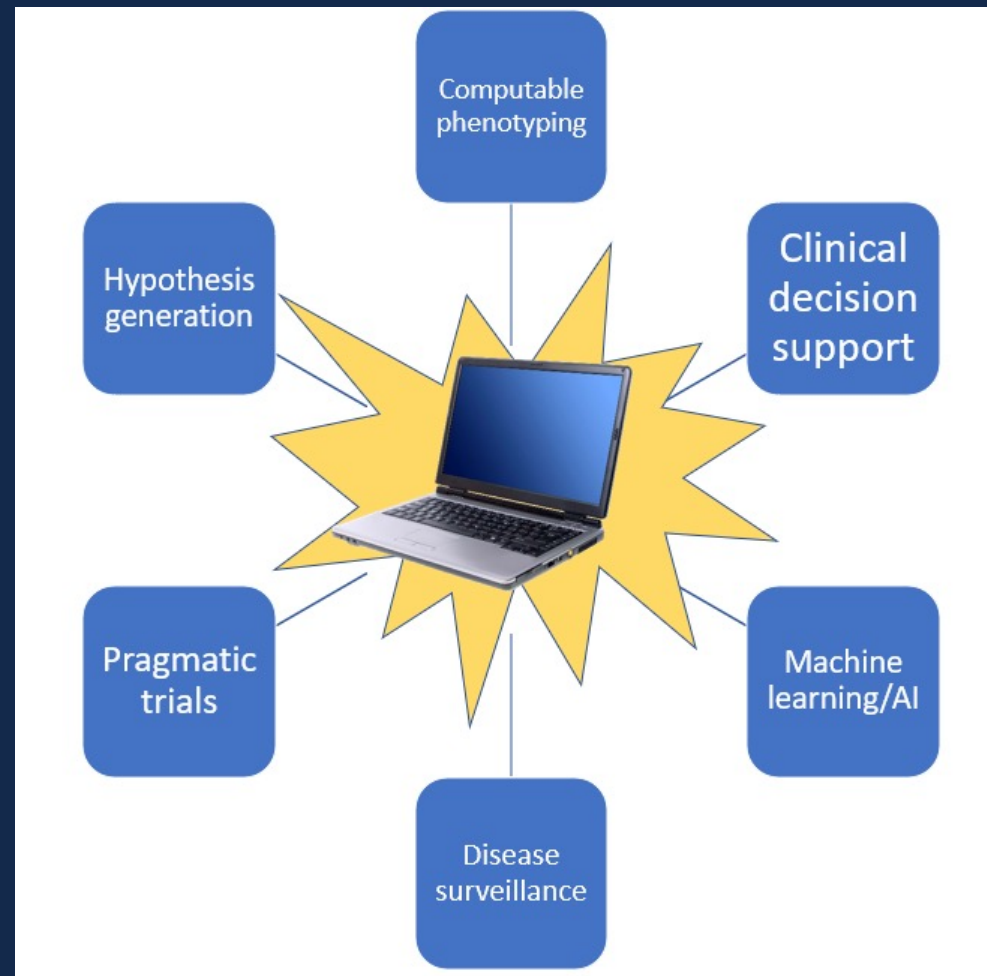 Computable
phenotyping
Hypothesis
generation
Clinical
decision
support
Pragmatic
trials
Machine
learning/AI
Disease
surveillance